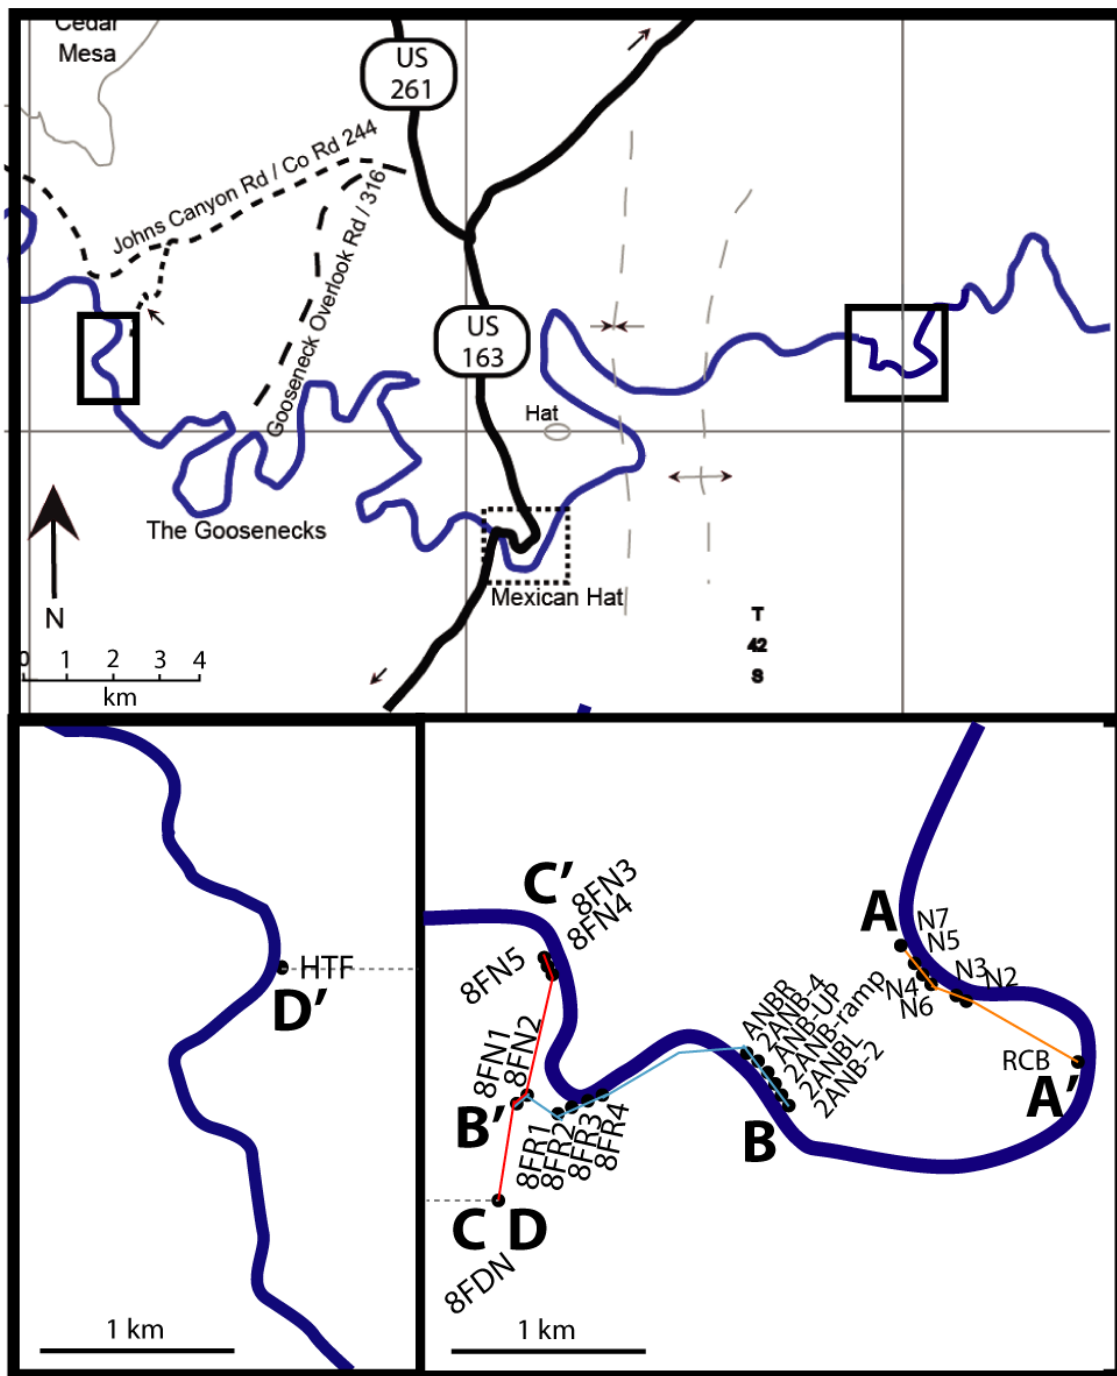 Cedar
Mesa
US
261
Johns Canyon Rd / Co Rd 244
Gooseneck Overlook Rd / 316
US
163
Hat
The Goosenecks
Mexican Hat
N
T
42
S
0 1 2 3 4
km
HTF
D'
1 km
C'
8FN3
8FN4
8FN5
8FN1
8FN2
B'
8FR1
8FR2
8FR3
8FR4
C D
8FDN
ANBR
2ANB-4
ANB-UP
2ANB-ramp
2ANBL
2ANB-2
B
A
N7
N5
N4
N6
N3
N2
RCB
A'
1 km